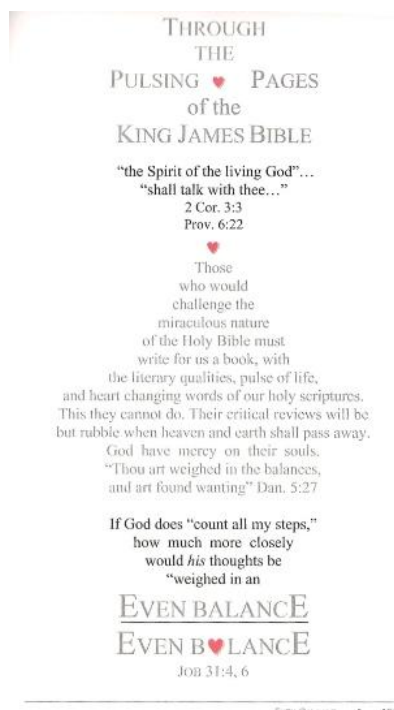 THROUGH
THE
PULSING ♥ PAGES
of the
KING JAMES BIBLE
“the Spirit of the living God”...
“shall talk with thee...”
2 Cor. 3:3
Prov. 6:22
♥
Those
who would
challenge the
miraculous nature
of the Holy Bible must
write for us a book, with
the literary qualities, pulse of life,
and heart changing words of our holy scriptures.
This they cannot do. Their critical reviews will be
but rubble when heaven and earth shall pass away.
God have mercy on their souls.
“Thou art weighed in the balances,
and art found wanting” Dan. 5:27
If God does “count all my steps,”
how much more closely
would his thoughts be
“weighed in an
EVEN BALANCE
EVEN B♥LANCE
JOB 31:4, 6